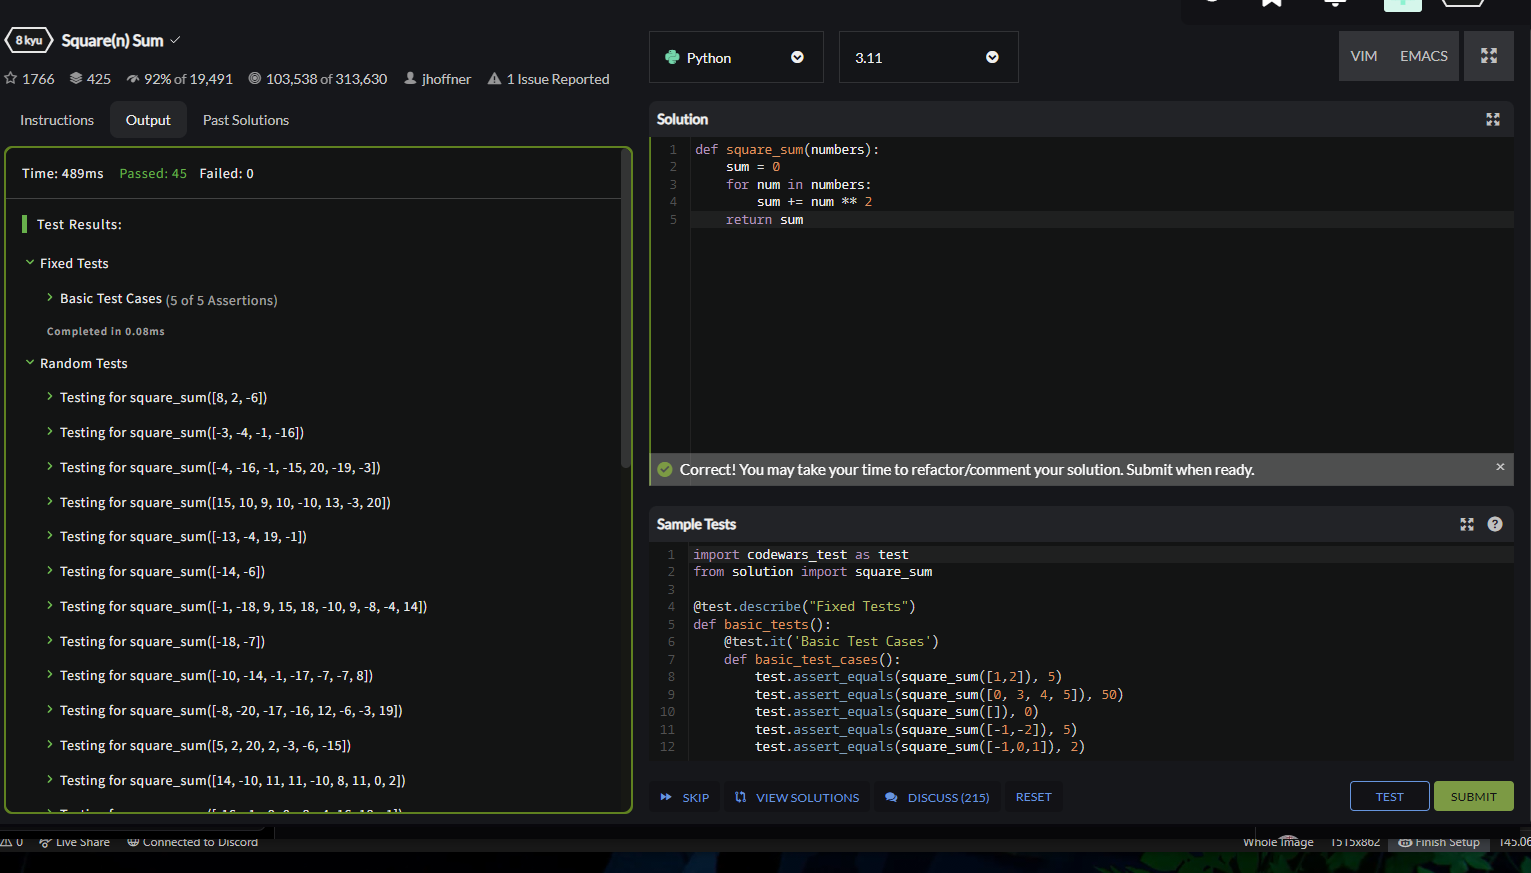 8 kyu Square(n) Sum
1766 425 92% of 19,491 103,538 of 313,630 jhoffner 1 Issue Reported
Instructions Output Past Solutions
Time: 489ms Passed: 45 Failed: 0
Test Results:
Fixed Tests
Basic Test Cases (5 of 5 Assertions)
Completed in 0.08ms
Random Tests
Testing for square_sum([8, 2, -6])
Testing for square_sum([-3, -4, -1, -16])
Testing for square_sum([-4, -16, -1, -15, 20, -19, -3])
Testing for square_sum([15, 10, 9, 10, -10, 13, -3, 20])
Testing for square_sum([-13, -4, 19, -1])
Testing for square_sum([-14, -6])
Testing for square_sum([-1, -18, 9, 15, 18, -10, 9, -8, -4, 14])
Testing for square_sum([-18, -7])
Testing for square_sum([-10, -14, -1, -17, -7, -7, 8])
Testing for square_sum([-8, -20, -17, -16, 12, -6, -3, 19])
Testing for square_sum([5, 2, 20, 2, -3, -6, -15])
Testing for square_sum([14, -10, 11, 11, -10, 8, 11, 0, 2])
Python 3.11 VIM EMACS
Solution
1 def square_sum(numbers):
2 sum = 0
3 for num in numbers:
4 sum += num ** 2
5 return sum
Correct! You may take your time to refactor/comment your solution. Submit when ready.
Sample Tests
1 import codewars_test as test
2 from solution import square_sum
3
4 @test.describe("Fixed Tests")
5 def basic_tests():
6 @test.it('Basic Test Cases')
7 def basic_test_cases():
8 test.assert_equals(square_sum([1,2]), 5)
9 test.assert_equals(square_sum([0, 3, 4, 5]), 50)
10 test.assert_equals(square_sum([]), 0)
11 test.assert_equals(square_sum([-1,-2]), 5)
12 test.assert_equals(square_sum([-1,0,1]), 2)
SKIP VIEW SOLUTIONS DISCUSS (215) RESET TEST SUBMIT
0 Live Share Connected to Discord Whole Image 1515x862 Finish Setup 145.06